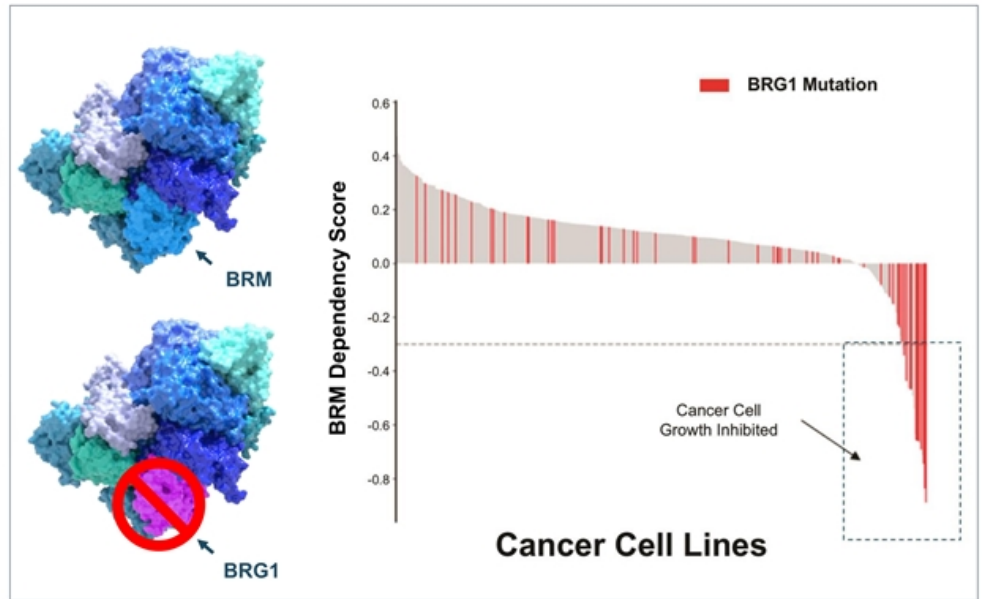 BRM
BRG1
BRG1 Mutation
BRM Dependency Score
0.6
0.4
0.2
0.0
-0.2
-0.4
-0.6
-0.8
Cancer Cell
Growth Inhibited
Cancer Cell Lines